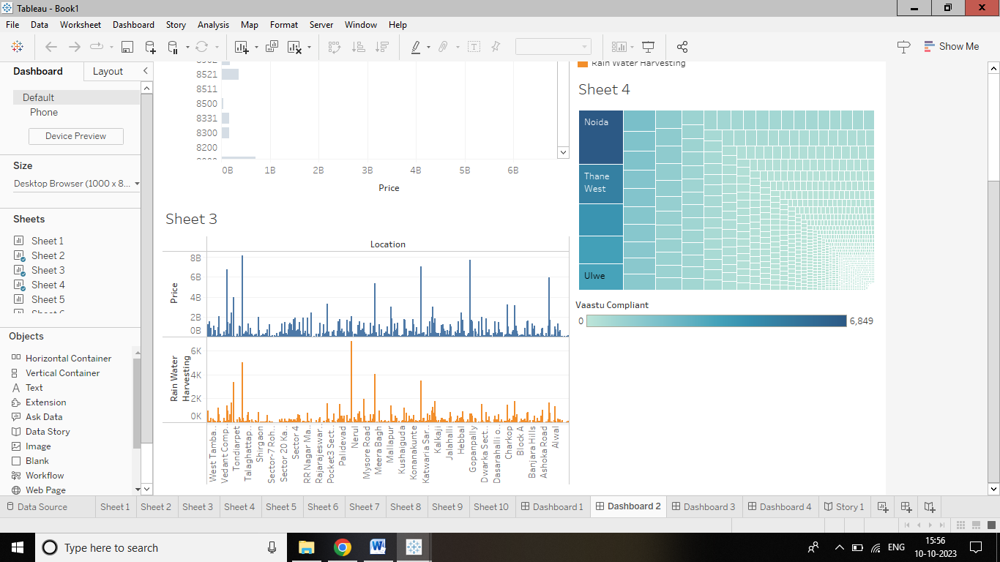 Tableau - Book1
File Data Worksheet Dashboard Story Analysis Map Format Server Window Help
Show Me
Dashboard Layout
Default
Phone
Device Preview
Size
Desktop Browser (1000 x 8...
Sheets
Sheet 1
Sheet 2
Sheet 3
Sheet 4
Sheet 5
Objects
Horizontal Container
Vertical Container
Text
Extension
Ask Data
Data Story
Image
Blank
Workflow
Web Page
8521
8511
8500
8331
8300
8200
0B 1B 2B 3B 4B 5B 6B
Price
Rain Water Harvesting
Sheet 4
Noida
Thane
West
Ulwe
Vaastu Compliant
0 6,849
Sheet 3
Location
8B
6B
4B
2B
0B
Price
6K
4K
2K
0K
Rain Water
Harvesting
West Tamba..
Vedant Comp..
Tondiarpet
Talaghattap..
Shirgaon
Sector-7 Roh..
Sector 20 Ka..
Sector 4
RR Nagar Ma..
Rajarajeswar..
Pocket3 Sect..
Palidevad
Nerul
Mysore Road
Meera Bagh
Mallapur
Kushaiguda
Konanakunte
Katwaria Sar..
Kalkaji
Jalahalli
Hebbal
Gopanpally
Dwarka Sect..
Dasarahalli o..
Charkop
Block A
Banjara Hills
Ashoka Road
Alwal
Data Source Sheet 1 Sheet 2 Sheet 3 Sheet 4 Sheet 5 Sheet 6 Sheet 7 Sheet 8 Sheet 9 Sheet 10 Dashboard 1 Dashboard 2 Dashboard 3 Dashboard 4 Story 1
Type here to search
ENG
15:56
10-10-2023